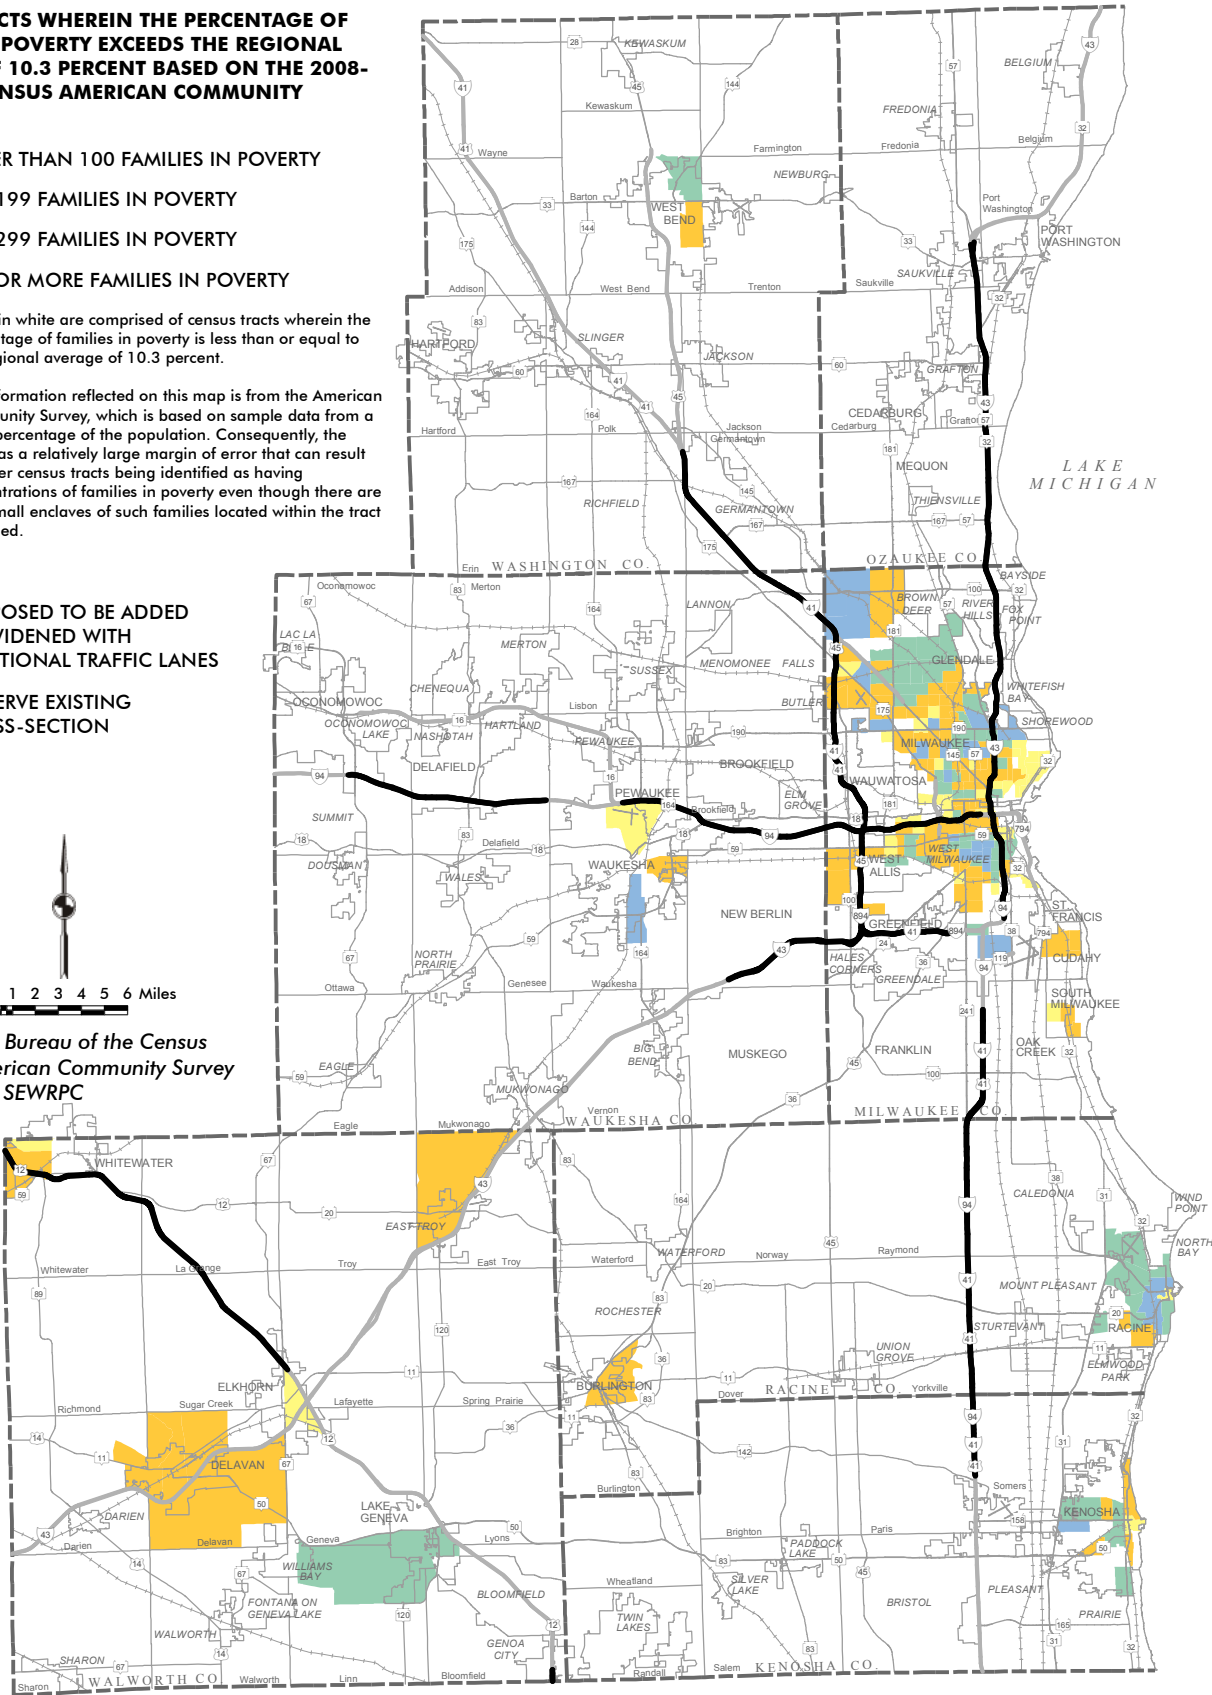 CTS WHEREIN THE PERCENTAGE OF
POVERTY EXCEEDS THE REGIONAL
F 10.3 PERCENT BASED ON THE 2008-
NSUS AMERICAN COMMUNITY
ER THAN 100 FAMILIES IN POVERTY
199 FAMILIES IN POVERTY
299 FAMILIES IN POVERTY
OR MORE FAMILIES IN POVERTY
in white are comprised of census tracts wherein the
tage of families in poverty is less than or equal to
gional average of 10.3 percent.
formation reflected on this map is from the American
unity Survey, which is based on sample data from a
percentage of the population. Consequently, the
as a relatively large margin of error that can result
er census tracts being identified as having
ntrations of families in poverty even though there are
mall enclaves of such families located within the tract
ed.
POSED TO BE ADDED
WIDENED WITH
TIONAL TRAFFIC LANES
SERVE EXISTING
SS-SECTION
1 2 3 4 5 6 Miles
Bureau of the Census
erican Community Survey
SEWRPC
KEWASKUM
Kewaskum
Wayne
Farmington
NEWBURG
Barton
WEST
BEND
Addison
West Bend
Trenton
HARTFORD
SLINGER
JACKSON
Hartford
Polk
Jackson
Germantown
RICHFIELD
GERMANTOWN
Erin
WASHINGTON CO.
BELGIUM
FREDONIA
Fredonia
Belgium
Port
Washington
PORT
WASHINGTON
SAUKVILLE
Saukville
GRAFTON
CEDARBURG
Cedarburg
Grafton
MEQUON
THIENSVILLE
OZAUKEE CO.
LAKE
MICHIGAN
Oconomowoc
Merton
LAC LA
LANNON
MERTON
SUSSEX
MENOMONEE FALLS
CHENEQUA
OCONOMOWOC
OCONOMOWOC
LAKE
NASHOTAH
HARTLAND
Lisbon
BUTLER
PEWAUKEE
DELAFIELD
BROOKFIELD
PEWAUKEE
Brookfield
ELM
GROVE
SUMMIT
Delafield
DOUSMAN
WALES
WAUKESHA
NEW BERLIN
NORTH
PRAIRIE
Ottawa
Genesee
Waukesha
EAGLE
BIG
BEND
MUSKEGO
MUKWONAGO
Vernon
Eagle
Mukwonago
WAUKESHA CO.
BAYSIDE
BROWN
DEER
RIVER
HILLS
FOX
POINT
GLENDALE
WHITEFISH
BAY
SHOREWOOD
MILWAUKEE
WAUWATOSA
WEST
MILWAUKEE
WEST
ALLIS
ST.
FRANCIS
GREENFIELD
HALES
CORNERS
GREENDALE
CUDAHY
SOUTH
MILWAUKEE
FRANKLIN
OAK
CREEK
MILWAUKEE CO.
WHITEWATER
EAST TROY
Whitewater
La Grange
Troy
East Troy
ELKHORN
Richmond
Sugar Creek
Lafayette
Spring Prairie
DELAVAN
DARIEN
Darien
Delavan
LAKE
GENEVA
Geneva
Lyons
WILLIAMS
BAY
FONTANA ON
GENEVA LAKE
BLOOMFIELD
WALWORTH
GENOA
CITY
SHARON
Sharon
WALWORTH CO.
Walworth
Linn
Bloomfield
CALEDONIA
WIND
POINT
NORTH
BAY
Waterford
WATERFORD
Norway
Raymond
MOUNT PLEASANT
ROCHESTER
STURTEVANT
RACINE
UNION
GROVE
ELMWOOD
PARK
BURLINGTON
Dover
RACINE CO.
Yorkville
Burlington
Somers
KENOSHA
Brighton
Paris
PADDOCK
LAKE
Wheatland
SILVER
LAKE
PLEASANT
PRAIRIE
BRISTOL
TWIN
LAKES
Randall
Salem
KENOSHA CO.